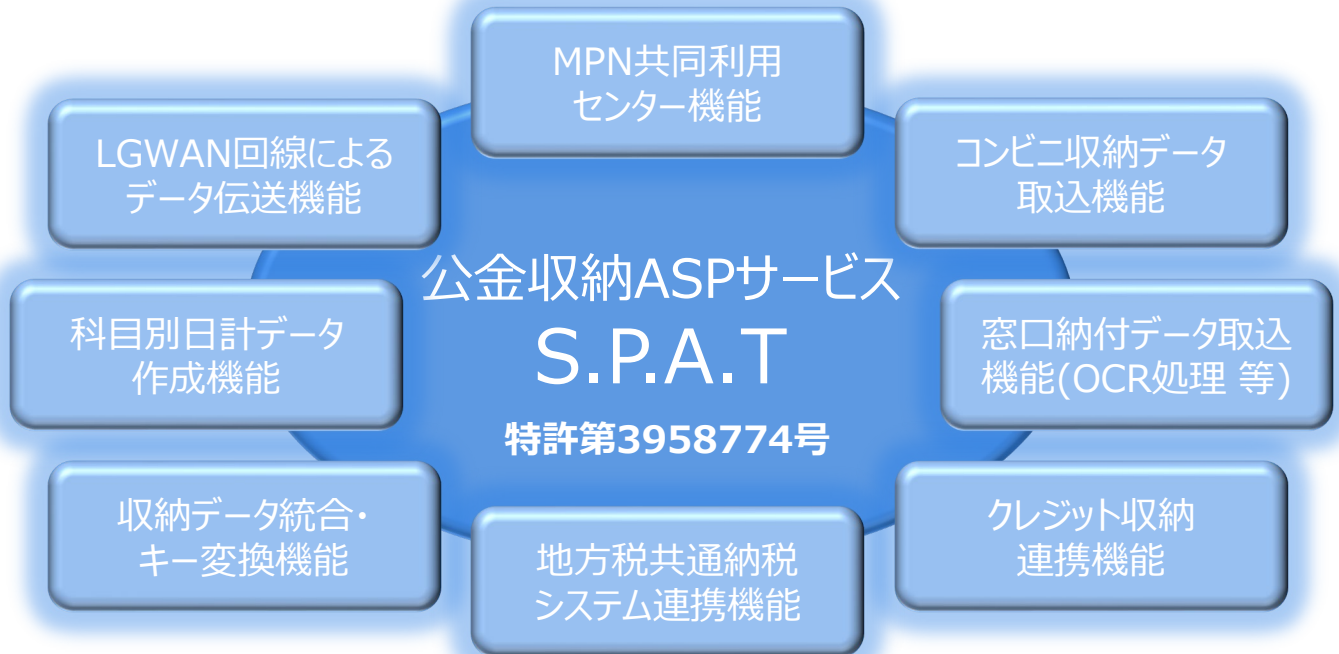 MPN共同利用
センター機能
LGWAN回線による
データ伝送機能
コンビニ収納データ
取込機能
公金収納ASPサービス
S.P.A.T
特許第3958774号
科目別日計データ
作成機能
窓口納付データ取込
機能(OCR処理 等)
収納データ統合・
キー変換機能
地方税共通納税
システム連携機能
クレジット収納
連携機能